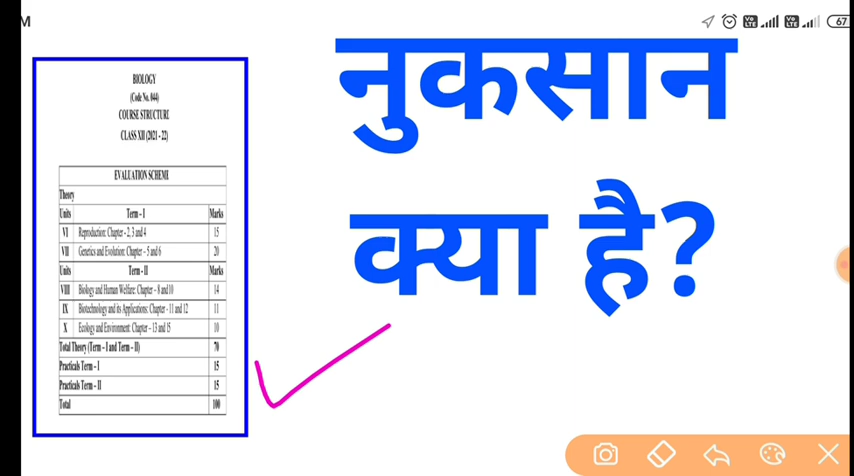 M
67
BIOLOGY
(Code No. 044)
COURSE STRUCTURE
CLASS XII (2021 - 22)
EVALUATION SCHEME
Theory
Units Term – I Marks
VI Reproduction: Chapter - 2, 3 and 4 15
VII Genetics and Evolution: Chapter – 5 and 6 20
Units Term – II Marks
VIII Biology and Human Welfare: Chapter – 8 and 10 14
IX Biotechnology and its Applications: Chapter – 11 and 12 11
X Ecology and Environment: Chapter – 13 and 15 10
Total Theory (Term – I and Term – II) 70
Practicals Term – I 15
Practicals Term – II 15
Total 100
नुकसान
क्या है?